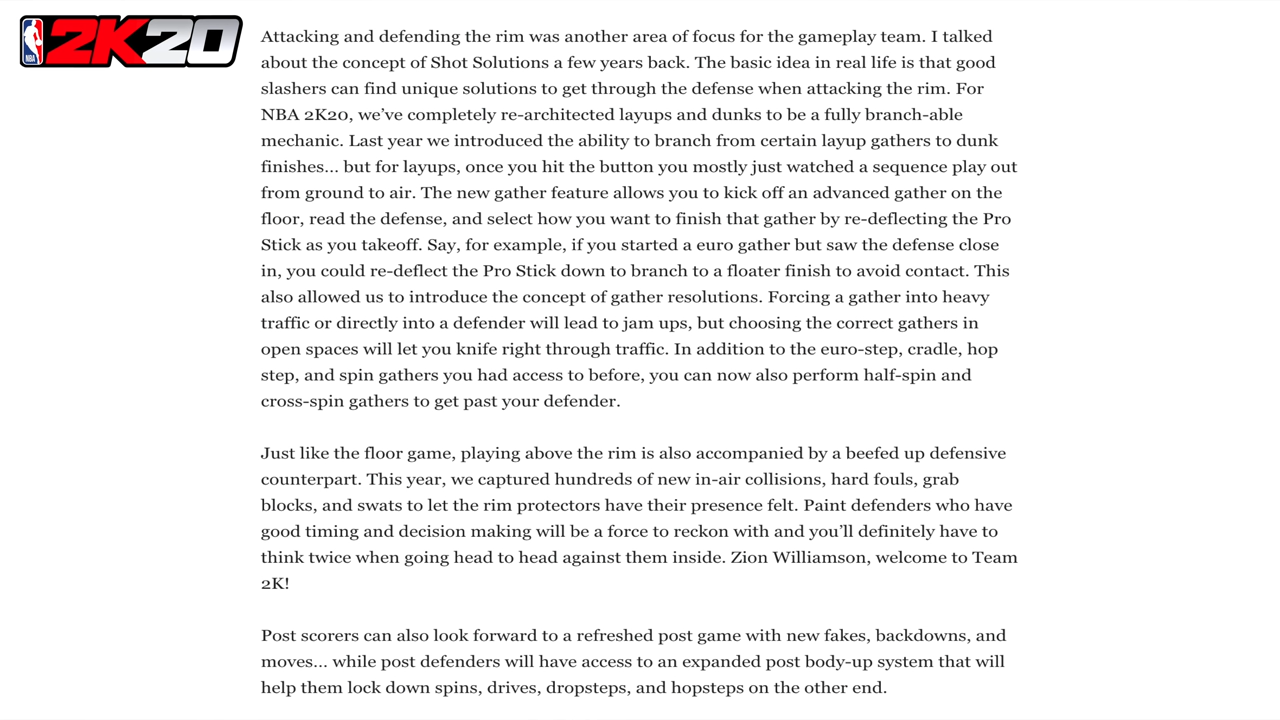 NBA 2K20
Attacking and defending the rim was another area of focus for the gameplay team. I talked
about the concept of Shot Solutions a few years back. The basic idea in real life is that good
slashers can find unique solutions to get through the defense when attacking the rim. For
NBA 2K20, we’ve completely re-architected layups and dunks to be a fully branch-able
mechanic. Last year we introduced the ability to branch from certain layup gathers to dunk
finishes… but for layups, once you hit the button you mostly just watched a sequence play out
from ground to air. The new gather feature allows you to kick off an advanced gather on the
floor, read the defense, and select how you want to finish that gather by re-deflecting the Pro
Stick as you takeoff. Say, for example, if you started a euro gather but saw the defense close
in, you could re-deflect the Pro Stick down to branch to a floater finish to avoid contact. This
also allowed us to introduce the concept of gather resolutions. Forcing a gather into heavy
traffic or directly into a defender will lead to jam ups, but choosing the correct gathers in
open spaces will let you knife right through traffic. In addition to the euro-step, cradle, hop
step, and spin gathers you had access to before, you can now also perform half-spin and
cross-spin gathers to get past your defender.
Just like the floor game, playing above the rim is also accompanied by a beefed up defensive
counterpart. This year, we captured hundreds of new in-air collisions, hard fouls, grab
blocks, and swats to let the rim protectors have their presence felt. Paint defenders who have
good timing and decision making will be a force to reckon with and you’ll definitely have to
think twice when going head to head against them inside. Zion Williamson, welcome to Team
2K!
Post scorers can also look forward to a refreshed post game with new fakes, backdowns, and
moves… while post defenders will have access to an expanded post body-up system that will
help them lock down spins, drives, dropsteps, and hopsteps on the other end.